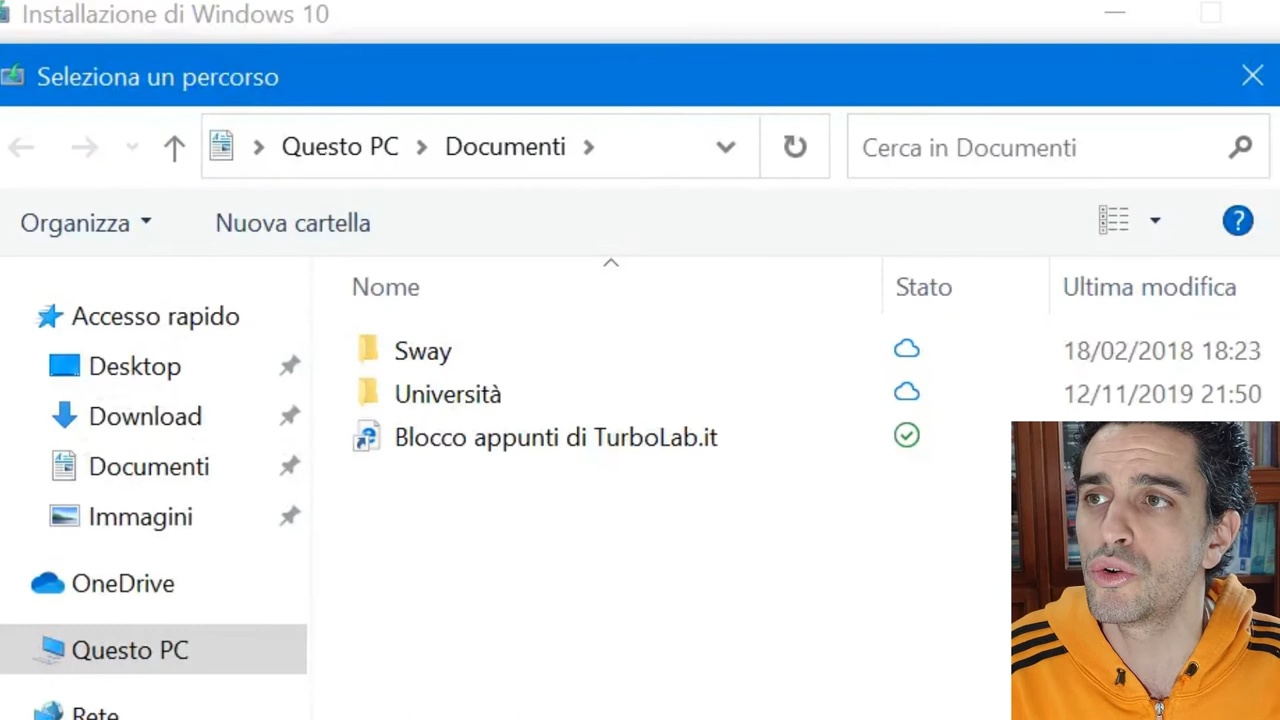 Installazione di Windows 10
Seleziona un percorso
Questo PC > Documenti >
Cerca in Documenti
Organizza
Nuova cartella
?
Nome
Stato
Ultima modifica
Accesso rapido
Desktop
Download
Documenti
Immagini
OneDrive
Questo PC
Rete
Sway
18/02/2018 18:23
Università
12/11/2019 21:50
Blocco appunti di TurboLab.it